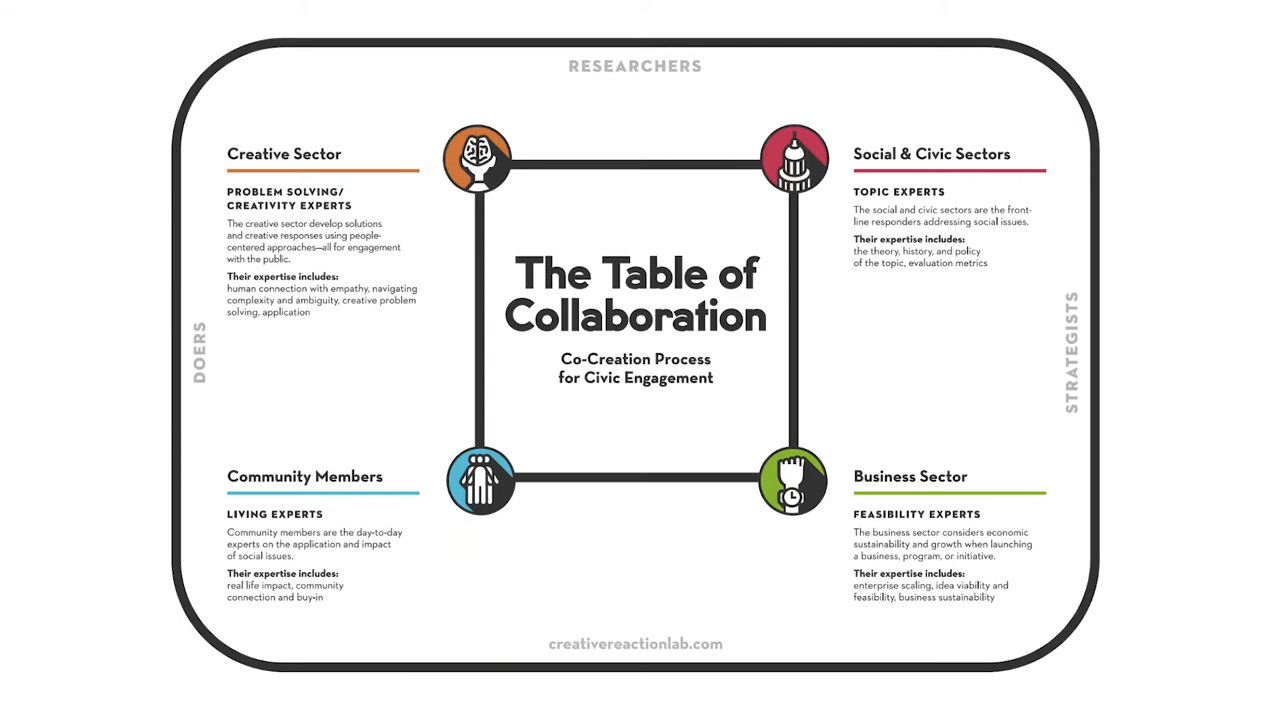 RESEARCHERS
Creative Sector
PROBLEM SOLVING/
CREATIVITY EXPERTS
The creative sector develop solutions
and creative responses using people-
centered approaches—all for engagement
with the public.
Their expertise includes:
human connection with empathy, navigating
complexity and ambiguity, creative problem
solving, application
Social & Civic Sectors
TOPIC EXPERTS
The social and civic sectors are the front-
line responders addressing social issues.
Their expertise includes:
the theory, history, and policy
of the topic, evaluation metrics
The Table of
Collaboration
Co-Creation Process
for Civic Engagement
DOERS
STRATEGISTS
Community Members
LIVING EXPERTS
Community members are the day-to-day
experts on the application and impact
of social issues.
Their expertise includes:
real life impact, community
connection and buy-in
Business Sector
FEASIBILITY EXPERTS
The business sector considers economic
sustainability and growth when launching
a business, program, or initiative.
Their expertise includes:
enterprise scaling, idea viability and
feasibility, business sustainability
creativereactionlab.com